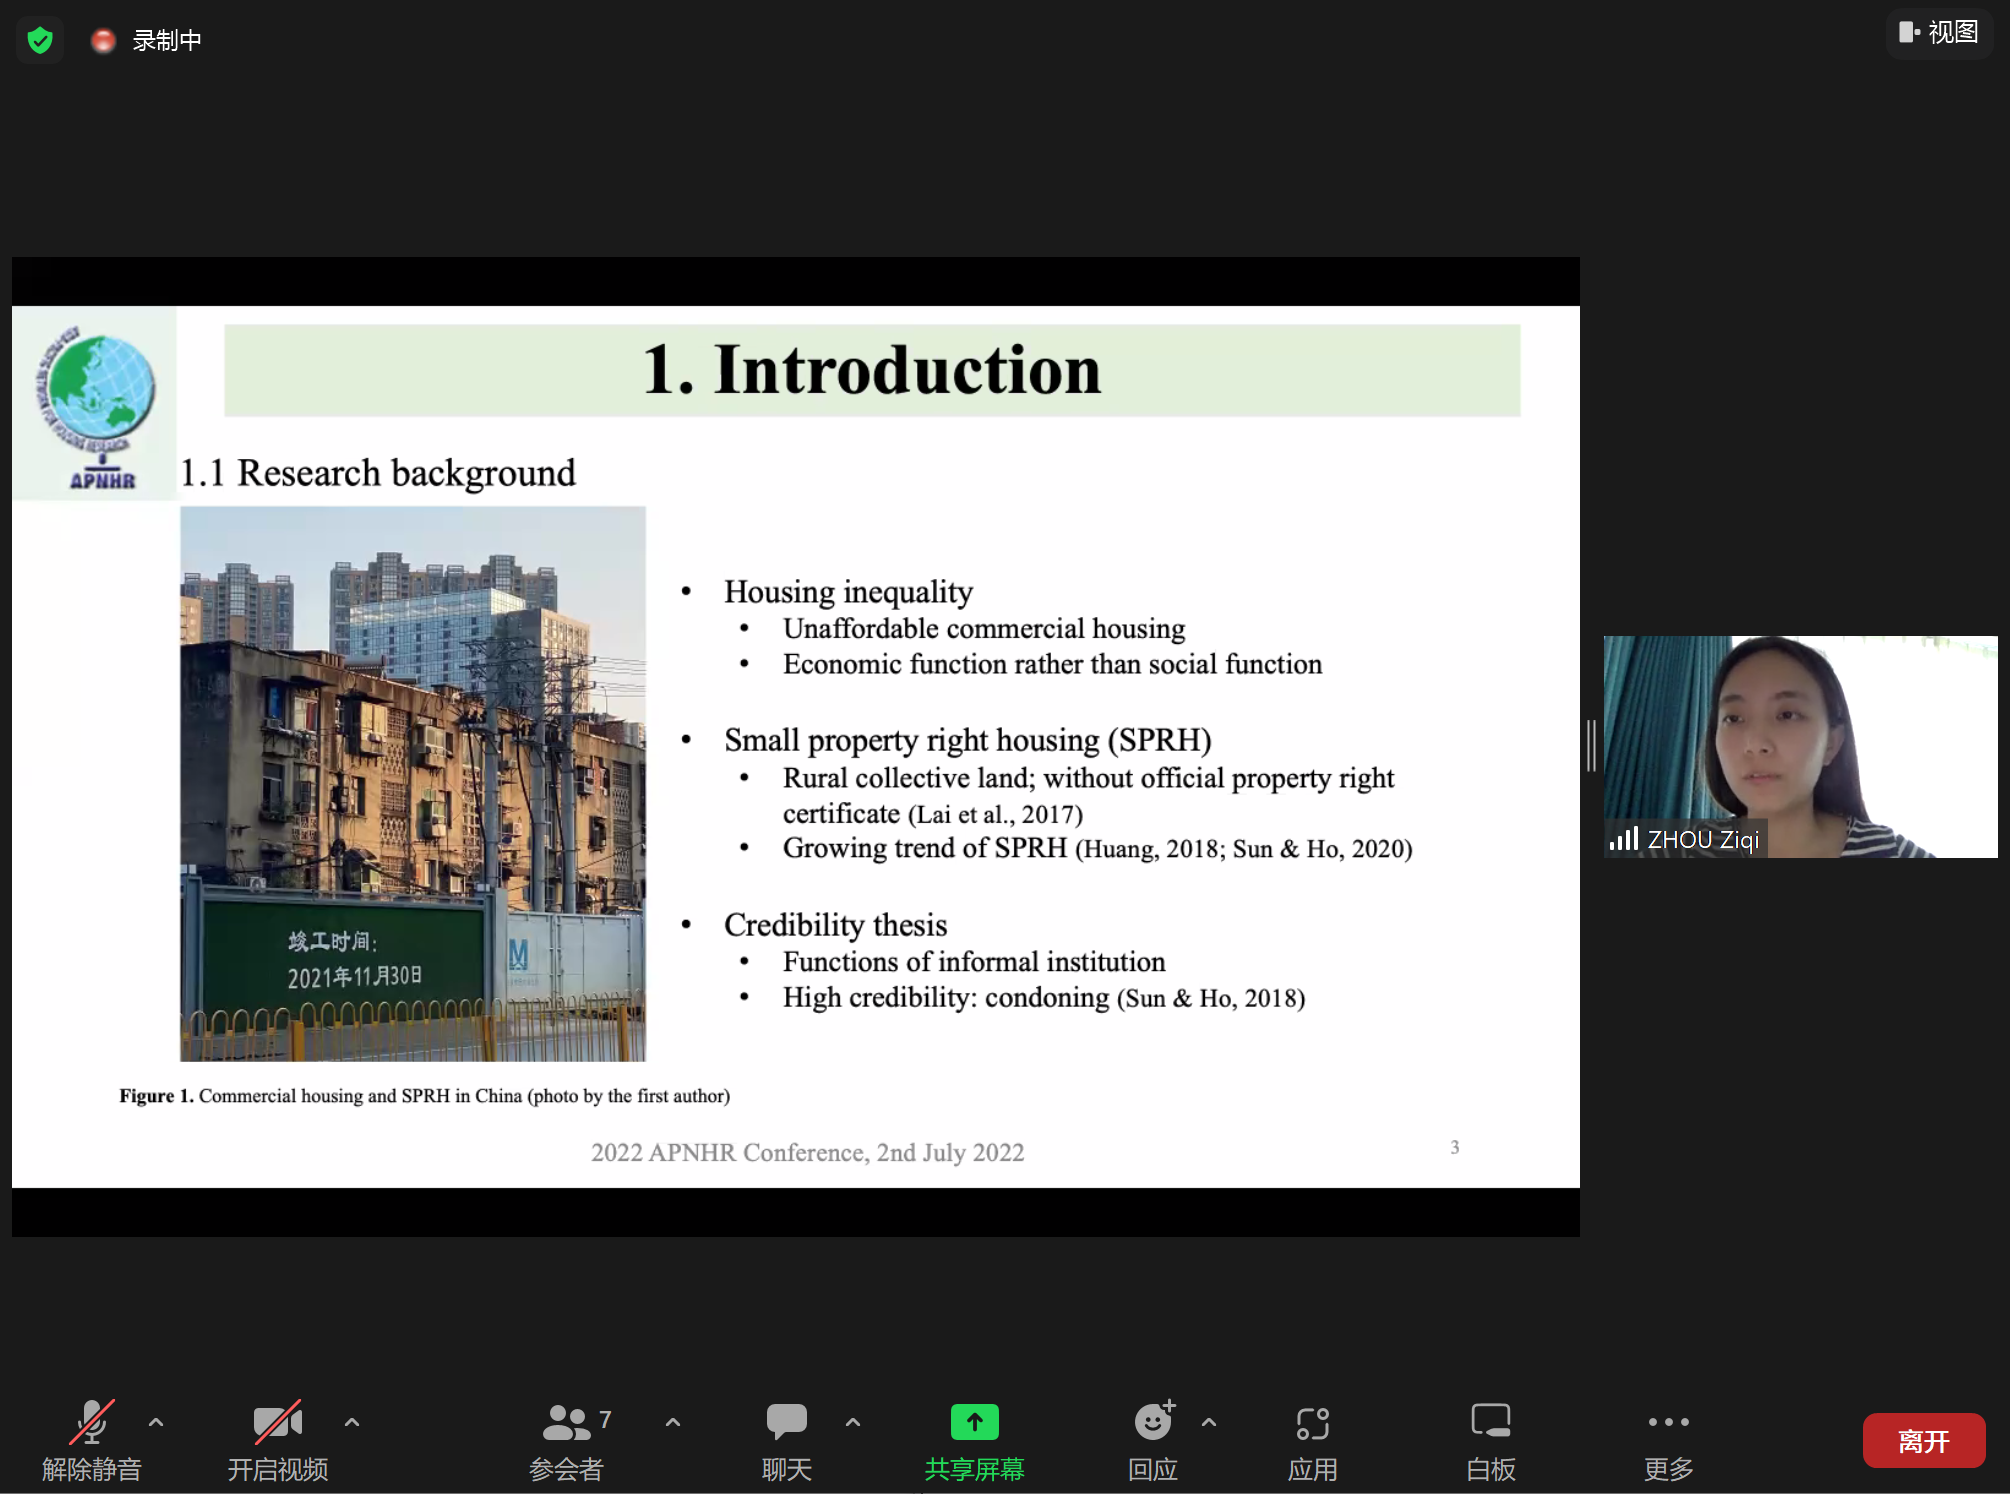 录制中
视图
APNHR
1. Introduction
1.1 Research background
• Housing inequality
• Unaffordable commercial housing
• Economic function rather than social function
• Small property right housing (SPRH)
• Rural collective land; without official property right
certificate (Lai et al., 2017)
• Growing trend of SPRH (Huang, 2018; Sun & Ho, 2020)
• Credibility thesis
• Functions of informal institution
• High credibility: condoning (Sun & Ho, 2018)
竣工时间:
2021年11月30日
Figure 1. Commercial housing and SPRH in China (photo by the first author)
2022 APNHR Conference, 2nd July 2022
3
ZHOU Ziqi
解除静音
开启视频
参会者
7
聊天
共享屏幕
回应
应用
白板
更多
离开